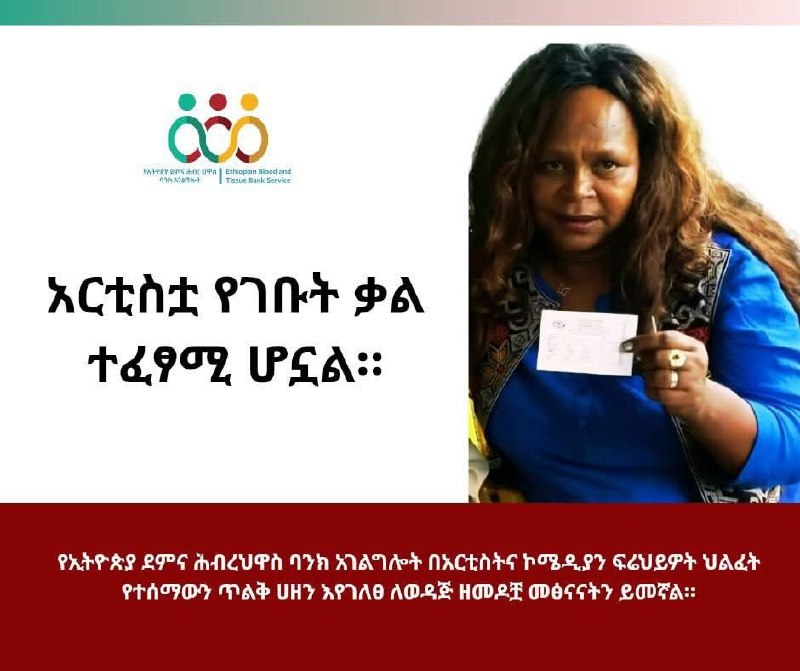 የኢትዮጵያ ደምና ሕብረ ህዋስ
ባንክ አገልግሎት
Ethiopian Blood and
Tissue Bank Service
አርቲስቷ የገቡት ቃል
ተፈፃሚ ሆኗል።
የኢትዮጵያ ደምና ሕብረህዋስ ባንክ አገልግሎት በአርቲስትና ኮሜዲያን ፍሬህይዎት ህልፈት
የተሰማውን ጥልቅ ሀዘን እየገለፀ ለወዳጅ ዘመዶቿ መፅናናትን ይመኛል።